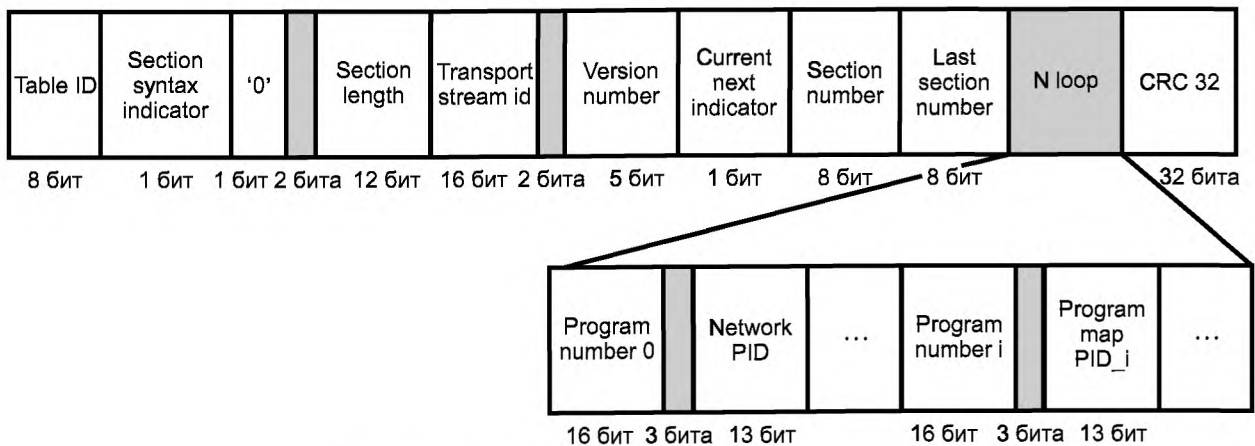 Table ID
Section
syntax
indicator
‘0’
Section
length
Transport
stream id
Version
number
Current
next
indicator
Section
number
Last
section
number
N loop
CRC 32
8 бит
1 бит
1 бит
2 бита
12 бит
16 бит
2 бита
5 бит
1 бит
8 бит
8 бит
32 бита
Program
number 0
Network
PID
...
Program
number i
Program
map
PID_i
...
16 бит
3 бита
13 бит
16 бит
3 бита
13 бит